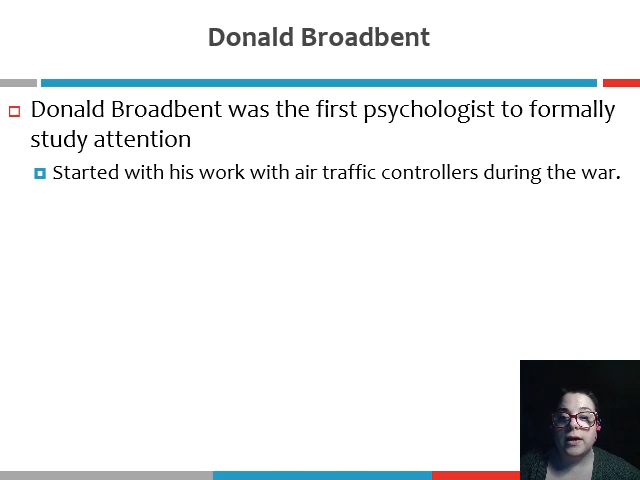 Donald Broadbent
Donald Broadbent was the first psychologist to formally
study attention
Started with his work with air traffic controllers during the war.